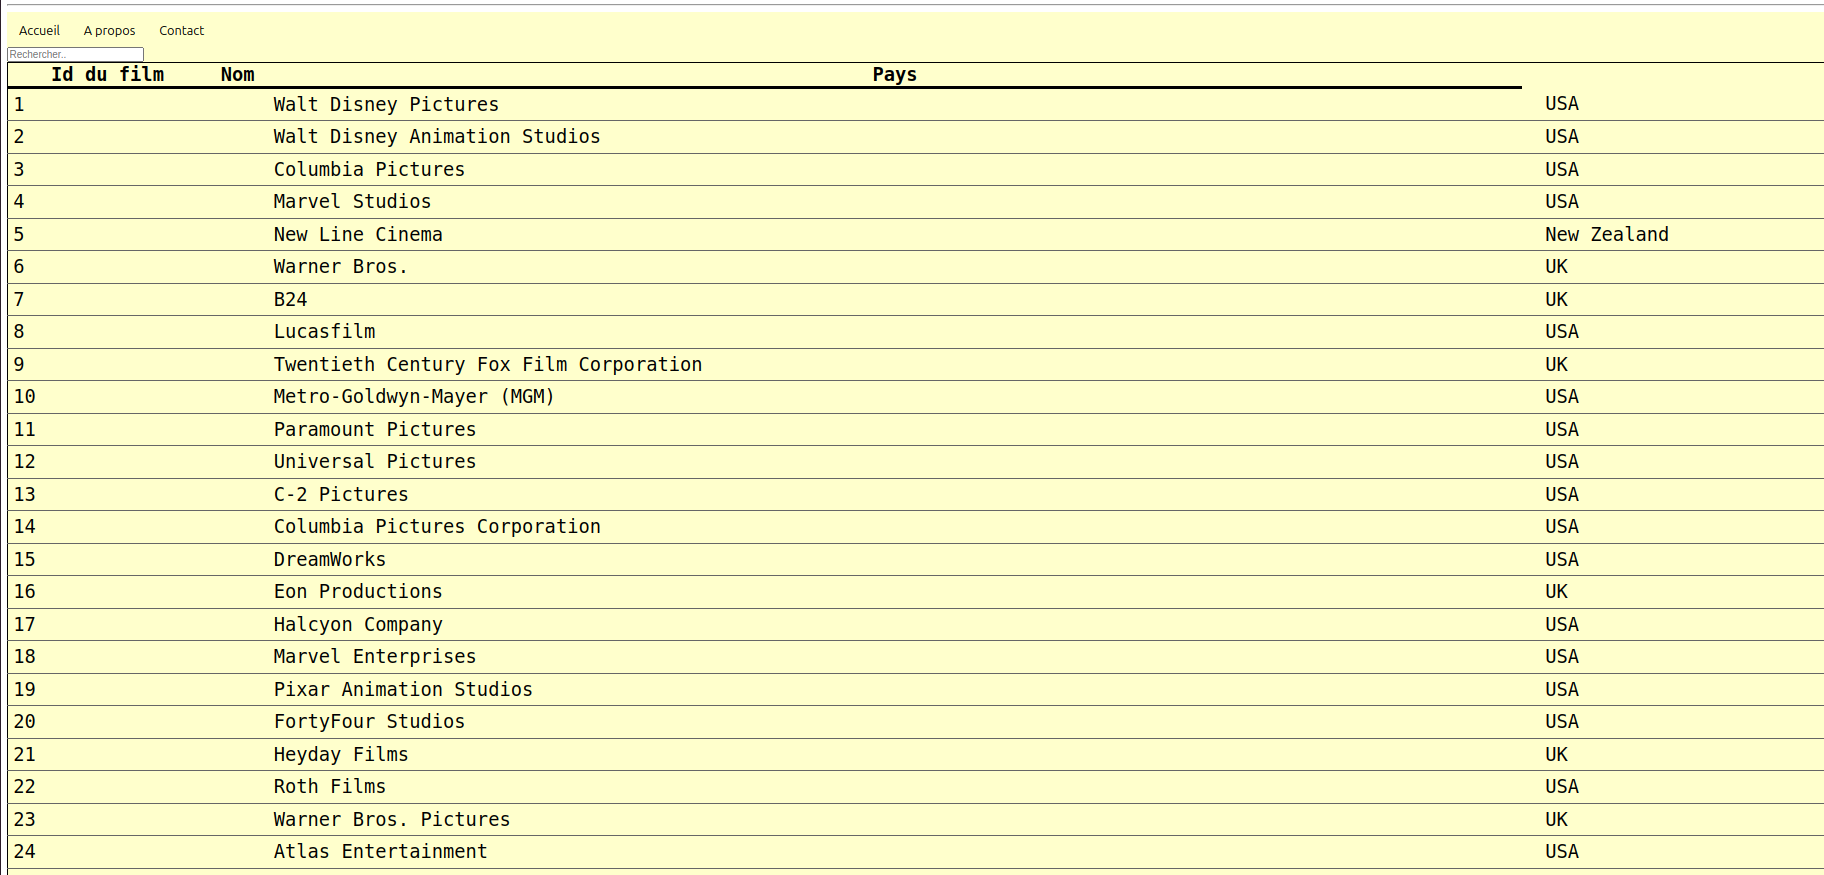 Accueil A propos Contact
Rechercher..
Id du film Nom Pays
1 Walt Disney Pictures USA
2 Walt Disney Animation Studios USA
3 Columbia Pictures USA
4 Marvel Studios USA
5 New Line Cinema New Zealand
6 Warner Bros. UK
7 B24 UK
8 Lucasfilm USA
9 Twentieth Century Fox Film Corporation UK
10 Metro-Goldwyn-Mayer (MGM) USA
11 Paramount Pictures USA
12 Universal Pictures USA
13 C-2 Pictures USA
14 Columbia Pictures Corporation USA
15 DreamWorks USA
16 Eon Productions UK
17 Halcyon Company USA
18 Marvel Enterprises USA
19 Pixar Animation Studios USA
20 FortyFour Studios USA
21 Heyday Films UK
22 Roth Films USA
23 Warner Bros. Pictures UK
24 Atlas Entertainment USA